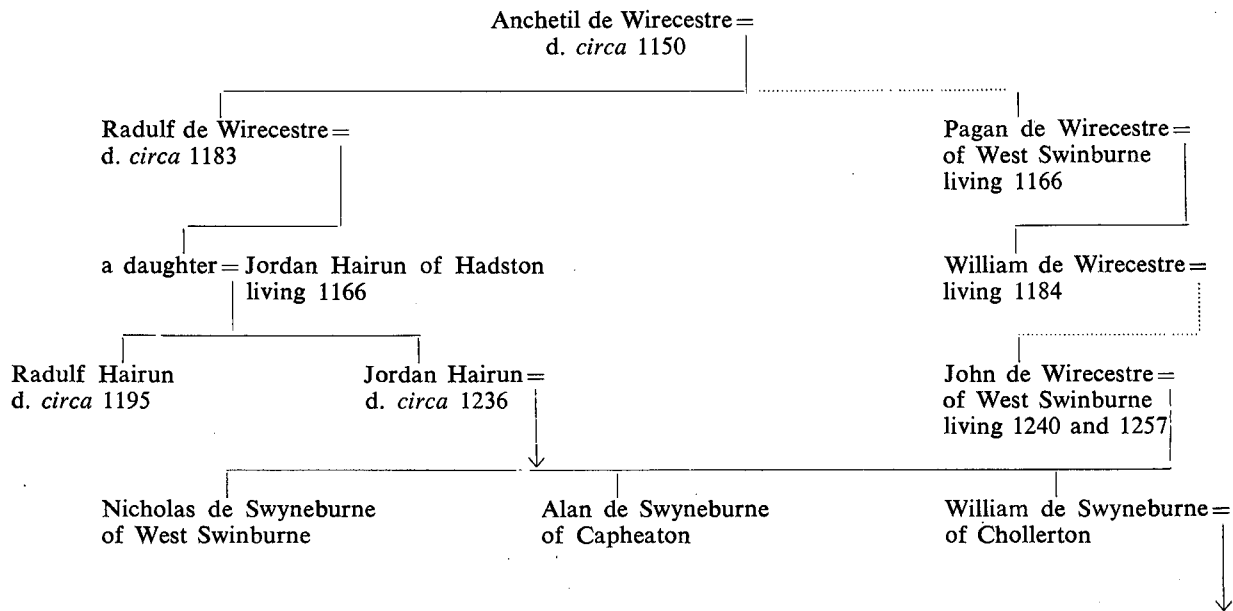 Anchetil de Wirecestre =
d. circa 1150
Radulf de Wirecestre =
d. circa 1183
Pagan de Wirecestre =
of West Swinburne
living 1166
a daughter = Jordan Hairun of Hadston
living 1166
William de Wirecestre =
living 1184
Radulf Hairun
d. circa 1195
Jordan Hairun =
d. circa 1236
John de Wirecestre =
of West Swinburne
living 1240 and 1257
Nicholas de Swyneburne
of West Swinburne
Alan de Swyneburne
of Capheaton
William de Swyneburne =
of Chollerton